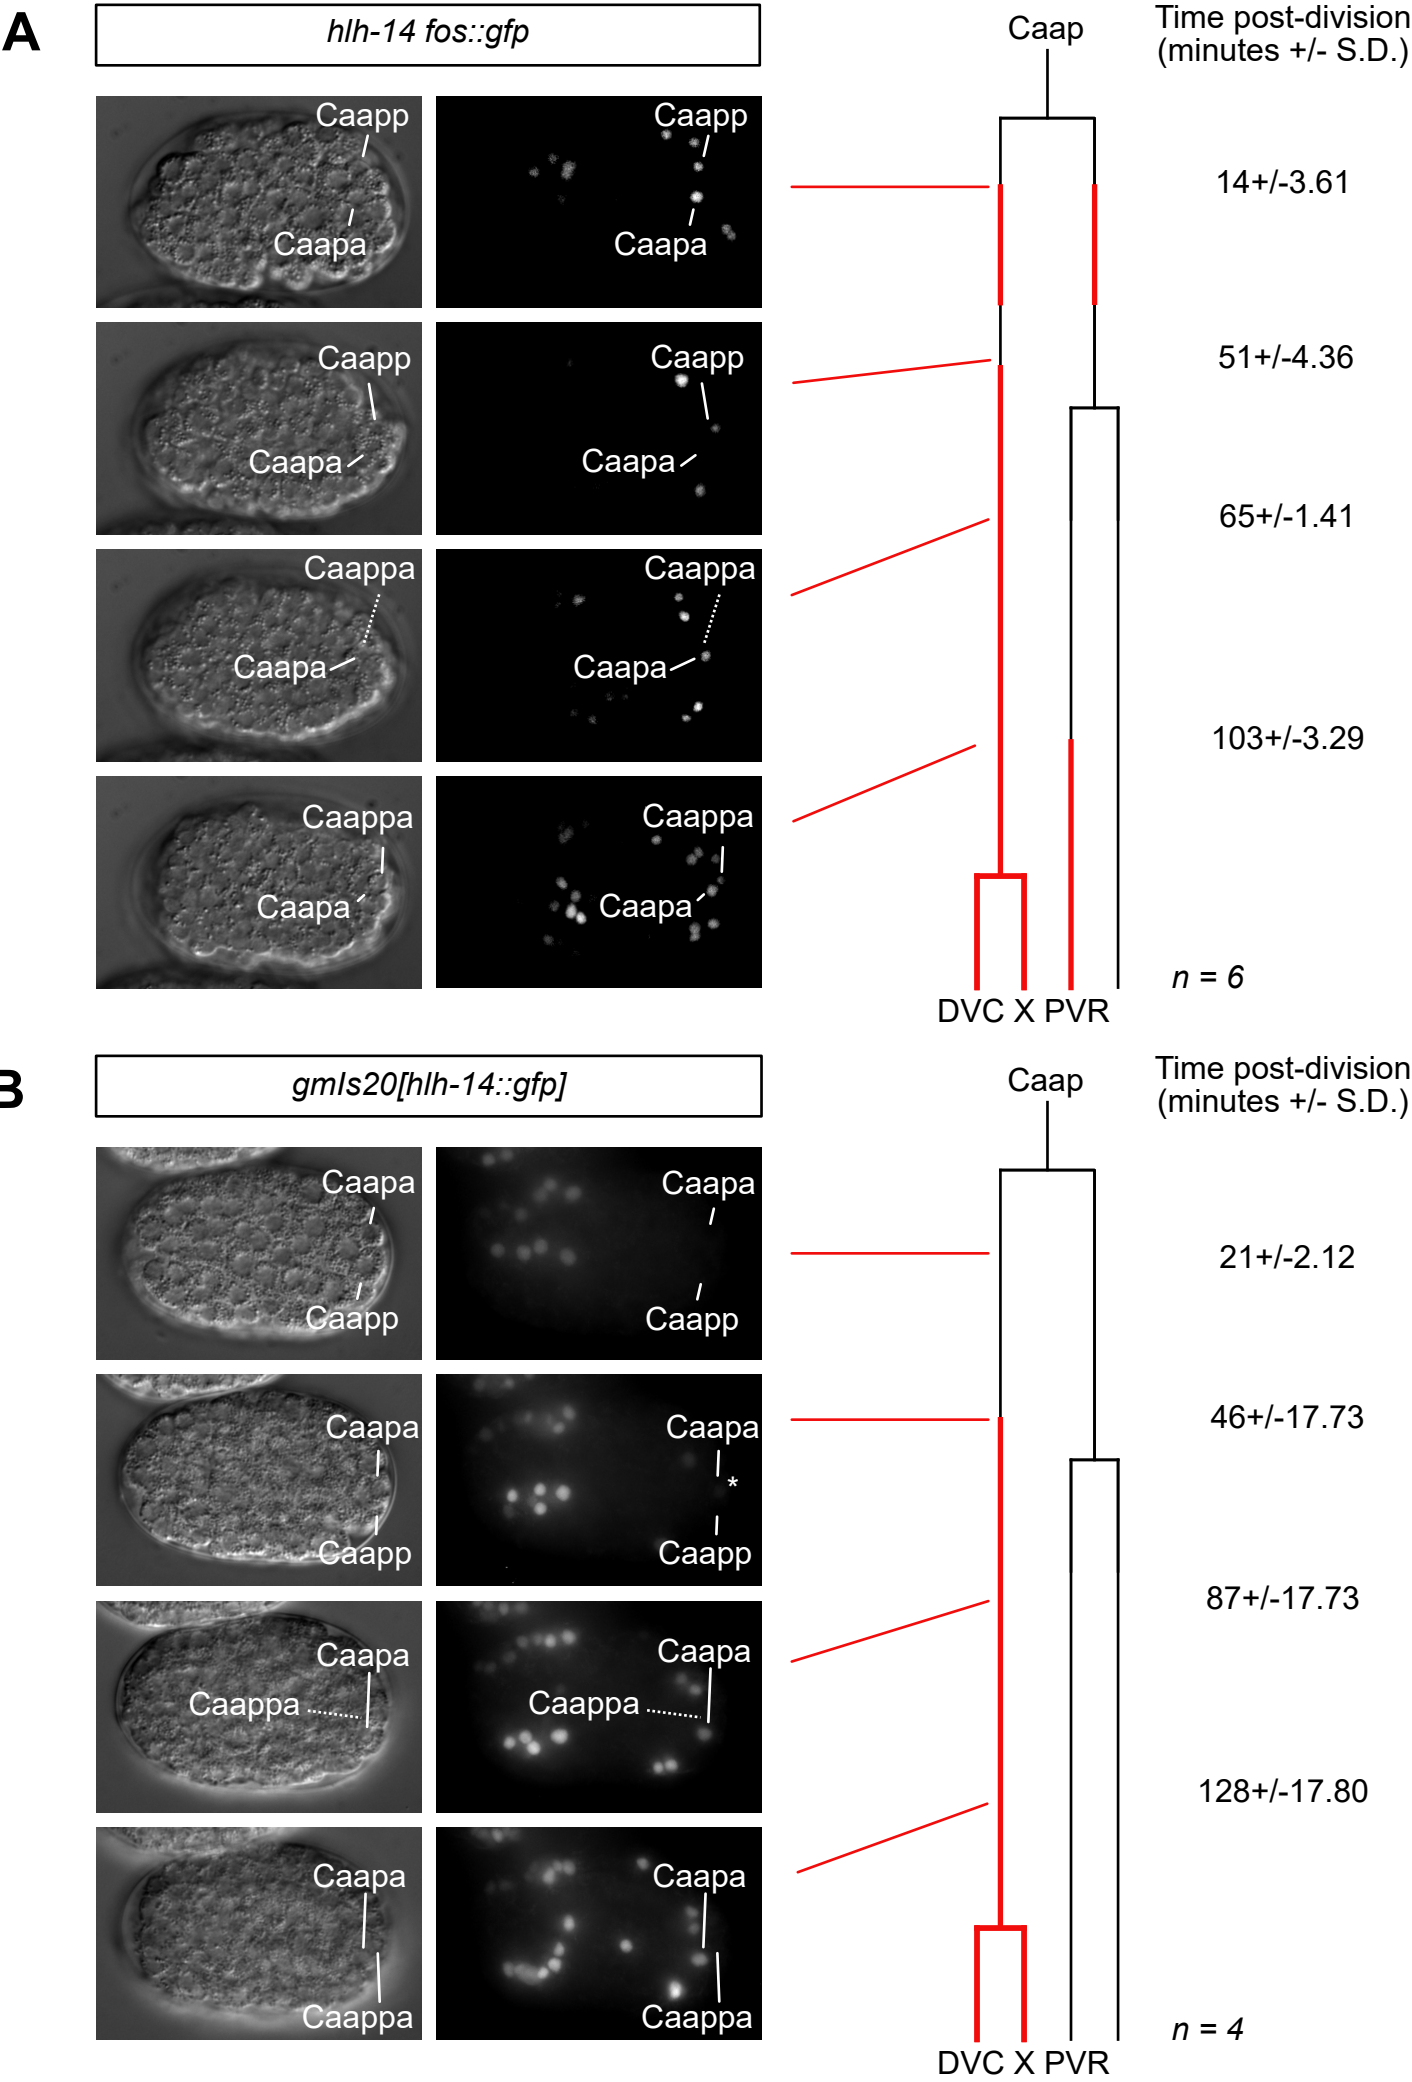 A
hlh-14 fos::gfp
Caap
Time post-division
(minutes +/- S.D.)
Caapp
Caapp
Caapa
Caapa
14+/-3.61
Caapp
Caapp
Caapa
Caapa
51+/-4.36
Caappa
Caappa
Caapa
Caapa
65+/-1.41
Caappa
Caappa
Caapa
Caapa
103+/-3.29
n = 6
DVC X PVR
B
gmIs20[hlh-14::gfp]
Caap
Time post-division
(minutes +/- S.D.)
Caapa
Caapa
Caapp
Caapp
21+/-2.12
Caapa
Caapa
*
Caapp
Caapp
46+/-17.73
Caapa
Caapa
Caappa
Caappa
87+/-17.73
Caapa
Caapa
Caappa
Caappa
128+/-17.80
n = 4
DVC X PVR